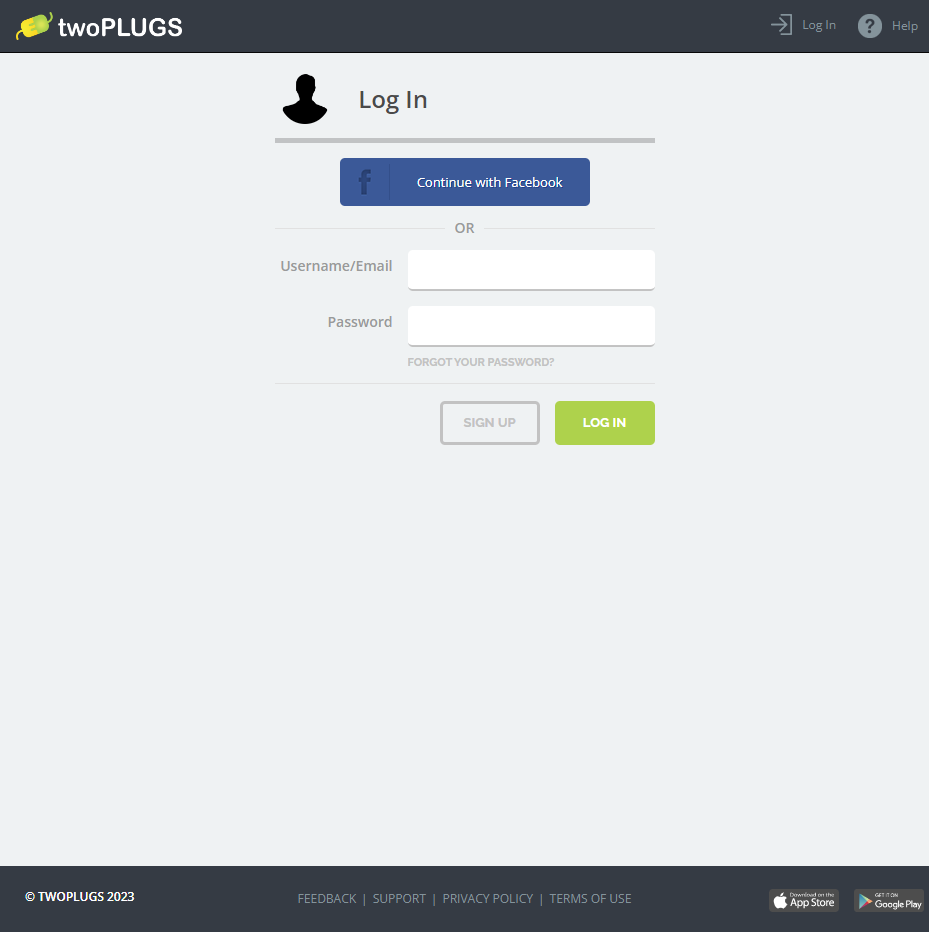 twoPLUGS
Log In
? Help
Log In
f Continue with Facebook
OR
Username/Email
Password
FORGOT YOUR PASSWORD?
SIGN UP
LOG IN
© TWOPLUGS 2023
FEEDBACK | SUPPORT | PRIVACY POLICY | TERMS OF USE
Download on the
App Store
GET IT ON
Google Play